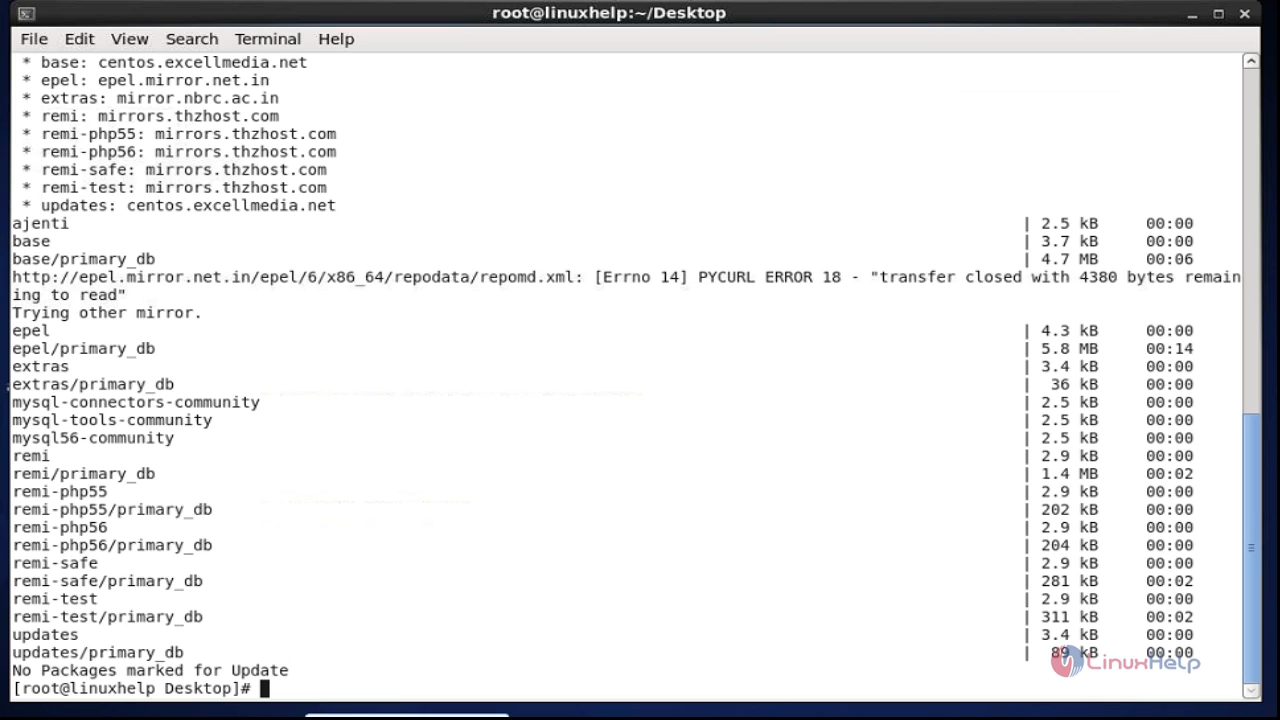 root@linuxhelp:~/Desktop
File Edit View Search Terminal Help
* base: centos.excellmedia.net
* epel: epel.mirror.net.in
* extras: mirror.nbrc.ac.in
* remi: mirrors.thzhost.com
* remi-php55: mirrors.thzhost.com
* remi-php56: mirrors.thzhost.com
* remi-safe: mirrors.thzhost.com
* remi-test: mirrors.thzhost.com
* updates: centos.excellmedia.net
ajenti | 2.5 kB 00:00
base | 3.7 kB 00:00
base/primary_db | 4.7 MB 00:06
http://epel.mirror.net.in/epel/6/x86_64/repodata/repomd.xml: [Errno 14] PYCURL ERROR 18 - "transfer closed with 4380 bytes remain
ing to read"
Trying other mirror.
epel | 4.3 kB 00:00
epel/primary_db | 5.8 MB 00:14
extras | 3.4 kB 00:00
extras/primary_db | 36 kB 00:00
mysql-connectors-community | 2.5 kB 00:00
mysql-tools-community | 2.5 kB 00:00
mysql56-community | 2.5 kB 00:00
remi | 2.9 kB 00:00
remi/primary_db | 1.4 MB 00:02
remi-php55 | 2.9 kB 00:00
remi-php55/primary_db | 202 kB 00:00
remi-php56 | 2.9 kB 00:00
remi-php56/primary_db | 204 kB 00:00
remi-safe | 2.9 kB 00:00
remi-safe/primary_db | 281 kB 00:02
remi-test | 2.9 kB 00:00
remi-test/primary_db | 311 kB 00:02
updates | 3.4 kB 00:00
updates/primary_db | 89 kB 00:00
No Packages marked for Update
LinuxHelp
[root@linuxhelp Desktop]#